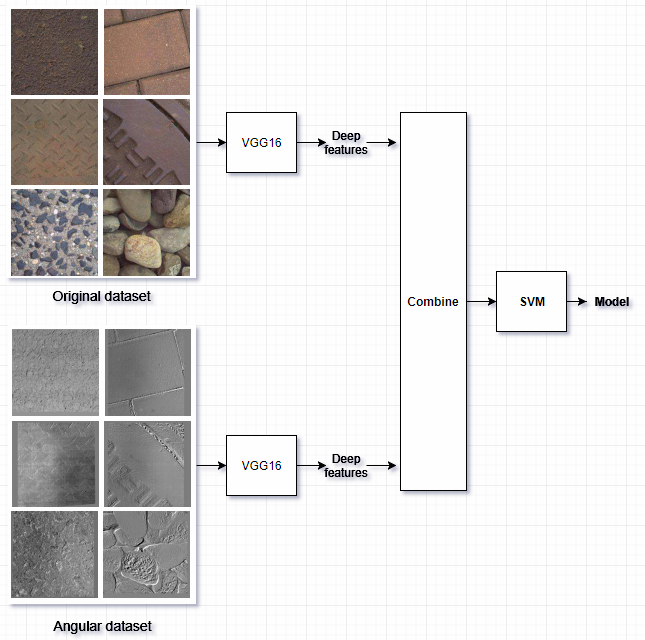 VGG16
Deep
features
Original dataset
Combine
SVM
Model
VGG16
Deep
features
Angular dataset